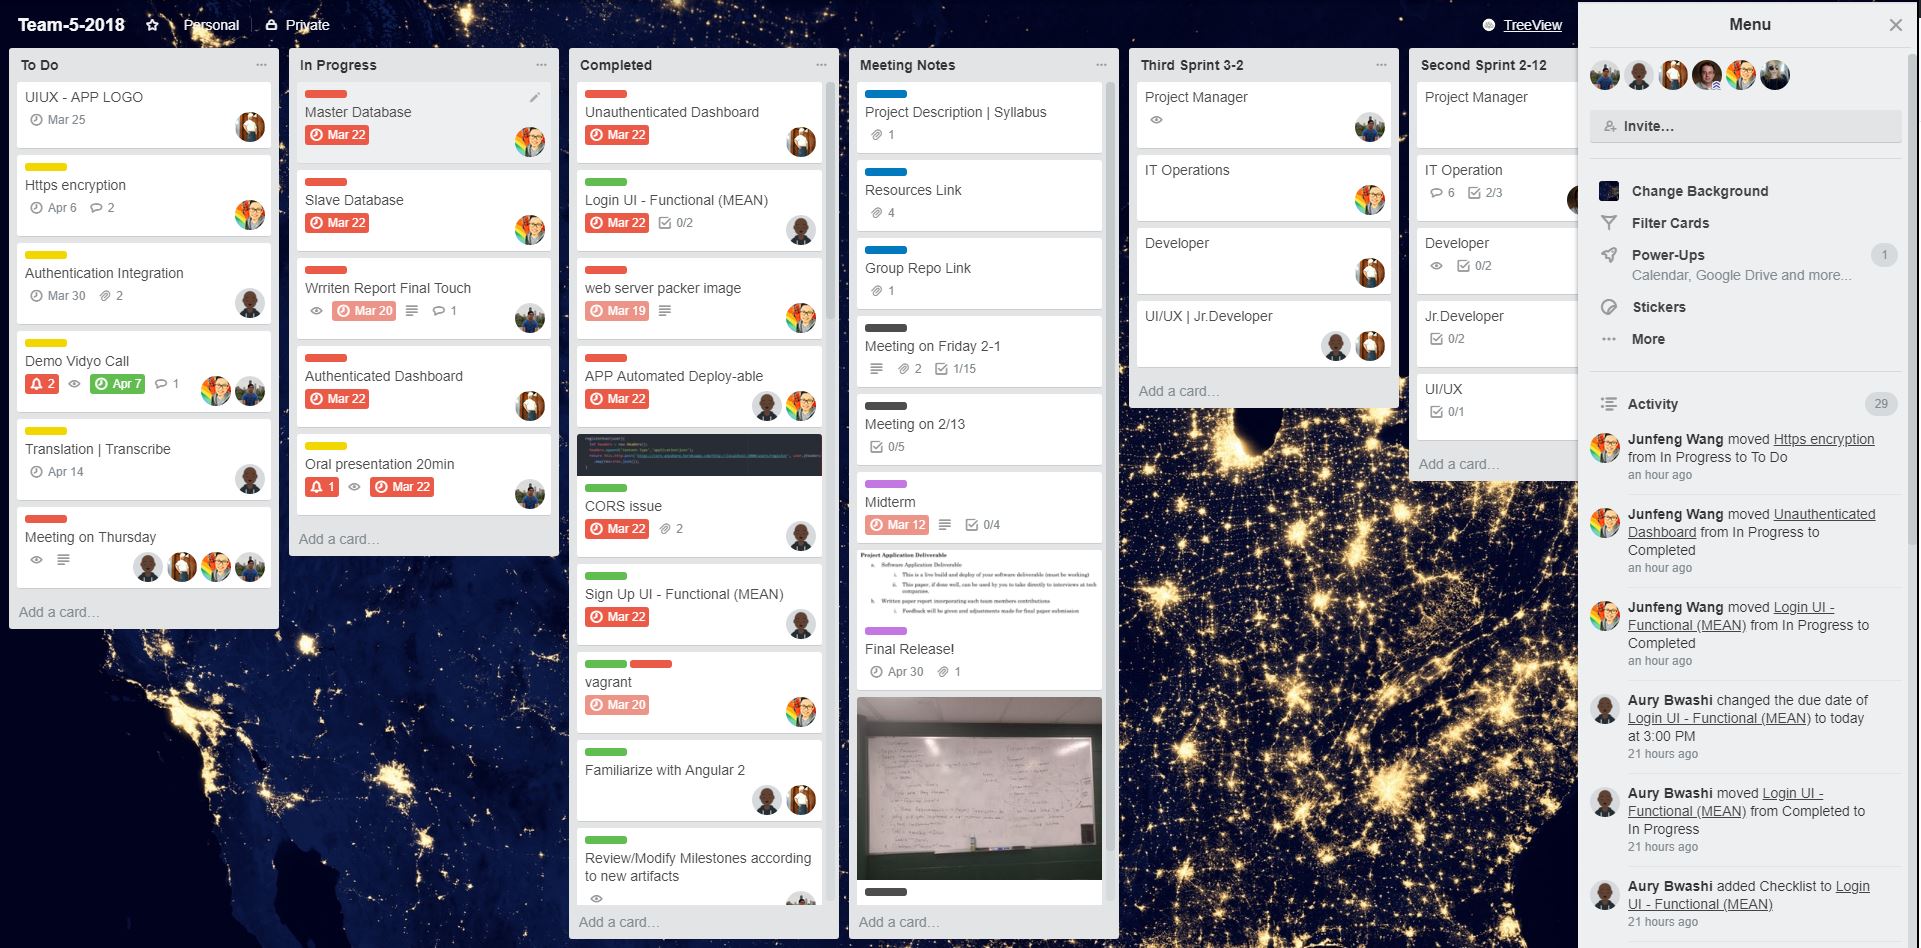 Team-5-2018
Personal
Private
TreeView
To Do
UIUX - APP LOGO
Mar 25
Https encryption
Apr 6 2
Authentication Integration
Mar 30 2
Demo Vidyo Call
2 Apr 7 1
Translation | Transcribe
Apr 14
Meeting on Thursday
Add a card…
In Progress
Master Database
Mar 22
Slave Database
Mar 22
Wrriten Report Final Touch
Mar 20 1
Authenticated Dashboard
Mar 22
Oral presentation 20min
1 Mar 22
Add a card…
Completed
Unauthenticated Dashboard
Mar 22
Login UI - Functional (MEAN)
Mar 22 0/2
web server packer image
Mar 19
APP Automated Deploy-able
Mar 22
CORS issue
Mar 22 2
Sign Up UI - Functional (MEAN)
Mar 22
vagrant
Mar 20
Familiarize with Angular 2
Review/Modify Milestones according
to new artifacts
Add a card…
Meeting Notes
Project Description | Syllabus
1
Resources Link
4
Group Repo Link
1
Meeting on Friday 2-1
2 1/15
Meeting on 2/13
0/5
Midterm
Mar 12 0/4
Project Application Deliverable
a. Software Application Deliverable
i. This is a live build and deploy of your software deliverable (must be working)
ii. This paper, if done well, can be used by you to take directly to interviews at tech
companies.
b. Written paper report incorporating each team members contributions
i. Feedback will be given and adjustments made for final paper submission
Final Release!
Apr 30 1
Add a card…
Third Sprint 3-2
Project Manager
IT Operations
Developer
UI/UX | Jr.Developer
Add a card…
Second Sprint 2-12
Project Manager
IT Operation
6 2/3
Developer
0/2
Jr.Developer
0/2
UI/UX
0/1
Add a card…
Menu
Invite…
Change Background
Filter Cards
Power-Ups 1
Calendar, Google Drive and more…
Stickers
More
Activity 29
Junfeng Wang moved Https encryption
from In Progress to To Do
an hour ago
Junfeng Wang moved Unauthenticated
Dashboard from In Progress to
Completed
an hour ago
Junfeng Wang moved Login UI -
Functional (MEAN) from In Progress to
Completed
an hour ago
Aury Bwashi changed the due date of
Login UI - Functional (MEAN) to today
at 3:00 PM
21 hours ago
Aury Bwashi moved Login UI -
Functional (MEAN) from Completed to
In Progress
21 hours ago
Aury Bwashi added Checklist to Login
UI - Functional (MEAN)
21 hours ago